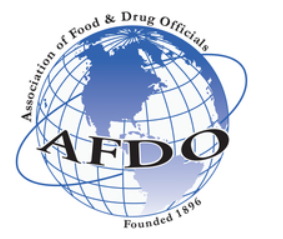 Association of Food & Drug Officials
AFDO
Founded 1896